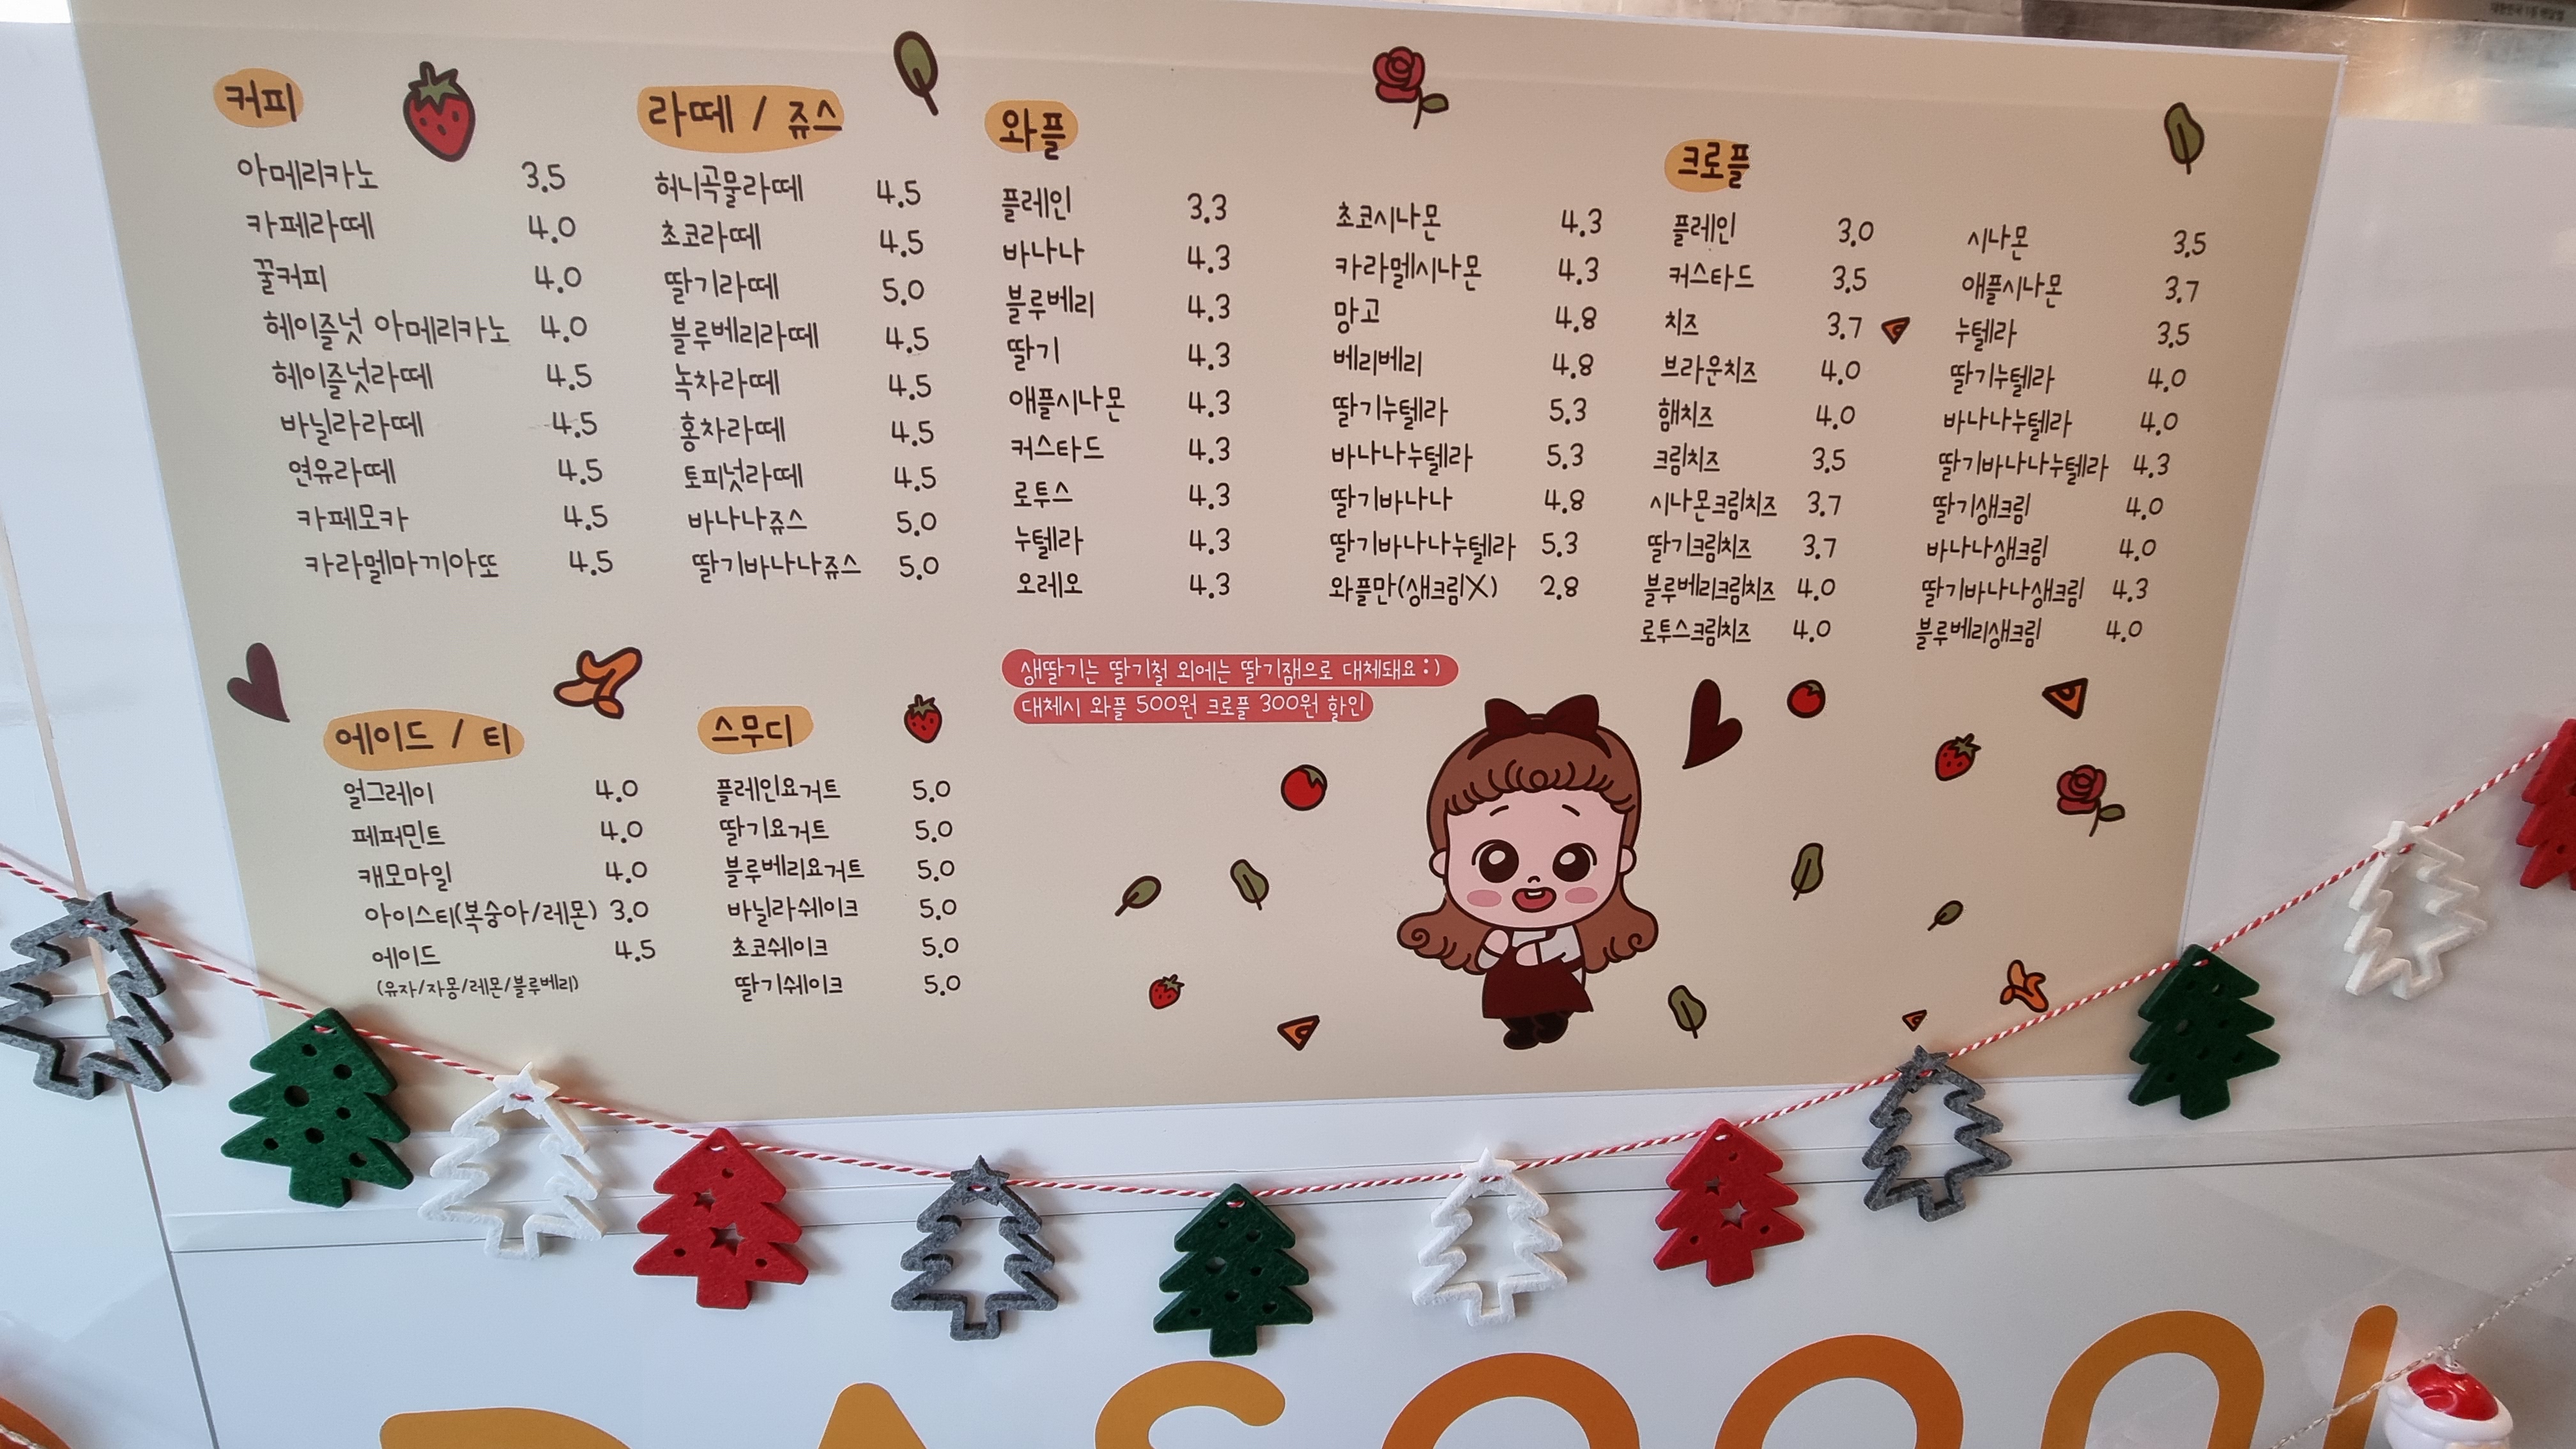 커피
아메리카노 3.5
카페라떼 4.0
꿀커피 4.0
헤이즐넛 아메리카노 4.0
헤이즐넛라떼 4.5
바닐라라떼 4.5
연유라떼 4.5
카페모카 4.5
카라멜마끼아또 4.5
라떼 / 쥬스
허니곡물라떼 4.5
초코라떼 4.5
딸기라떼 5.0
블루베리라떼 4.5
녹차라떼 4.5
홍차라떼 4.5
토피넛라떼 4.5
바나나쥬스 5.0
딸기바나나쥬스 5.0
와플
플레인 3.3
바나나 4.3
블루베리 4.3
딸기 4.3
애플시나몬 4.3
커스타드 4.3
로투스 4.3
누텔라 4.3
오레오 4.3
초코시나몬 4.3
카라멜시나몬 4.3
망고 4.8
베리베리 4.8
딸기누텔라 5.3
바나나누텔라 5.3
딸기바나나 4.8
딸기바나나누텔라 5.3
와플만(생크림X) 2.8
크로플
플레인 3.0
커스타드 3.5
치즈 3.7
브라운치즈 4.0
햄치즈 4.0
크림치즈 3.5
시나몬크림치즈 3.7
딸기크림치즈 3.7
블루베리크림치즈 4.0
로투스크림치즈 4.0
시나몬 3.5
애플시나몬 3.7
누텔라 3.5
딸기누텔라 4.0
바나나누텔라 4.0
딸기바나나누텔라 4.3
딸기생크림 4.0
바나나생크림 4.0
딸기바나나생크림 4.3
블루베리생크림 4.0
생딸기는 딸기철 외에는 딸기잼으로 대체돼요 :)
대체시 와플 500원 크로플 300원 할인
에이드 / 티
얼그레이 4.0
페퍼민트 4.0
캐모마일 4.0
아이스티(복숭아/레몬) 3.0
에이드 4.5
(유자/자몽/레몬/블루베리)
스무디
플레인요거트 5.0
딸기요거트 5.0
블루베리요거트 5.0
바닐라쉐이크 5.0
초코쉐이크 5.0
딸기쉐이크 5.0